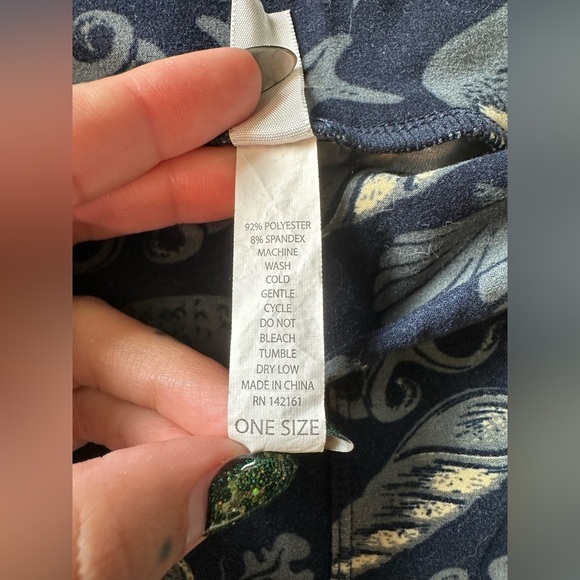 92% POLYESTER
8% SPANDEX
MACHINE
WASH
COLD
GENTLE
CYCLE
DO NOT
BLEACH
TUMBLE
DRY LOW
MADE IN CHINA
RN 142161
ONE SIZE